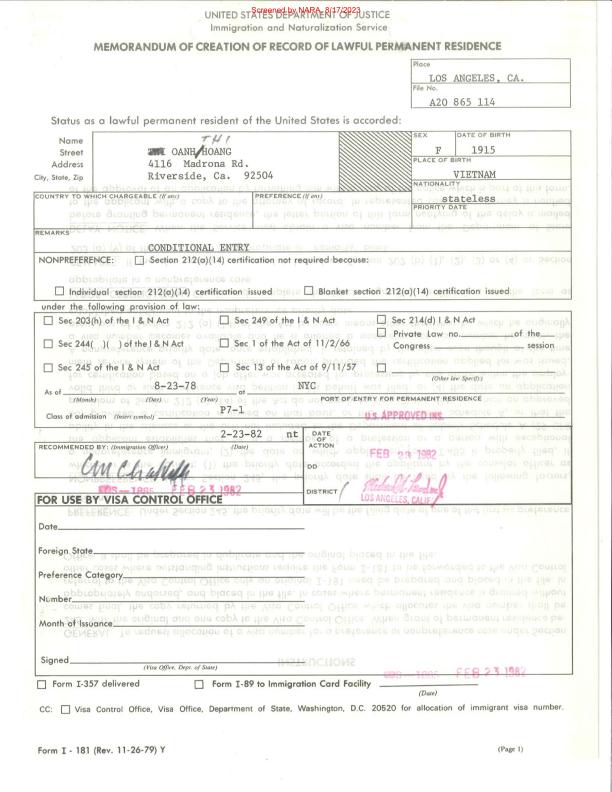 Screened by NARA, 8/17/2023
UNITED STATES DEPARTMENT OF JUSTICE
Immigration and Naturalization Service
MEMORANDUM OF CREATION OF RECORD OF LAWFUL PERMANENT RESIDENCE
Place
LOS ANGELES, CA.
File No.
A20 865 114
Status as a lawful permanent resident of the United States is accorded:
Name
Street
Address
City, State, Zip
THI
OANH/HOANG
4116 Madrona Rd.
Riverside, Ca. 92504
SEX
F
DATE OF BIRTH
1915
PLACE OF BIRTH
VIETNAM
NATIONALITY
stateless
PRIORITY DATE
COUNTRY TO WHICH CHARGEABLE (If any)
PREFERENCE (If any)
REMARKS
CONDITIONAL ENTRY
NONPREFERENCE: Section 212(a)(14) certification not required because:
Individual section 212(a)(14) certification issued
Blanket section 212(a)(14) certification issued
under the following provision of law:
Sec 203(h) of the I & N Act
Sec 249 of the I & N Act
Sec 214(d) I & N Act
Private Law no. of the
Sec 244( )( ) of the I & N Act
Sec 1 of the Act of 11/2/66
Congress session
Sec 245 of the I & N Act
Sec 13 of the Act of 9/11/57
(Other law Specify)
As of 8-23-78 at NYC
(Month) (Date) (Year)
PORT OF ENTRY FOR PERMANENT RESIDENCE
Class of admission (Insert symbol) P7-1
U.S. APPROVED INS.
2-23-82 nt
RECOMMENDED BY: (Immigration Officer) (Date)
DATE OF ACTION
FEB 23 1982
DD
DISTRICT
LOS ANGELES, CALIF
FEB 23 1982
FOR USE BY VISA CONTROL OFFICE
Date
Foreign State
Preference Category
Number
Month of Issuance
Signed
(Visa Office, Dept. of State)
FEB 23 1982
Form I-357 delivered
Form I-89 to Immigration Card Facility
(Date)
CC: Visa Control Office, Visa Office, Department of State, Washington, D.C. 20520 for allocation of immigrant visa number.
Form I - 181 (Rev. 11-26-79) Y
(Page 1)